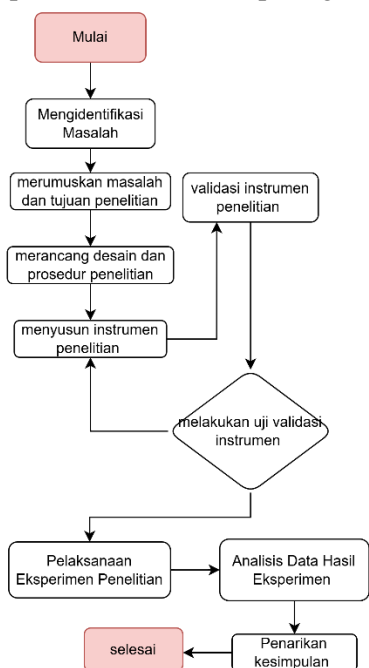 Mulai
Mengidentifikasi
Masalah
merumuskan masalah
dan tujuan penelitian
validasi instrumen
penelitian
merancang desain dan
prosedur penelitian
menyusun instrumen
penelitian
melakukan uji validasi
instrumen
Pelaksanaan
Eksperimen Penelitian
Analisis Data Hasil
Eksperimen
Penarikan
kesimpulan
selesai